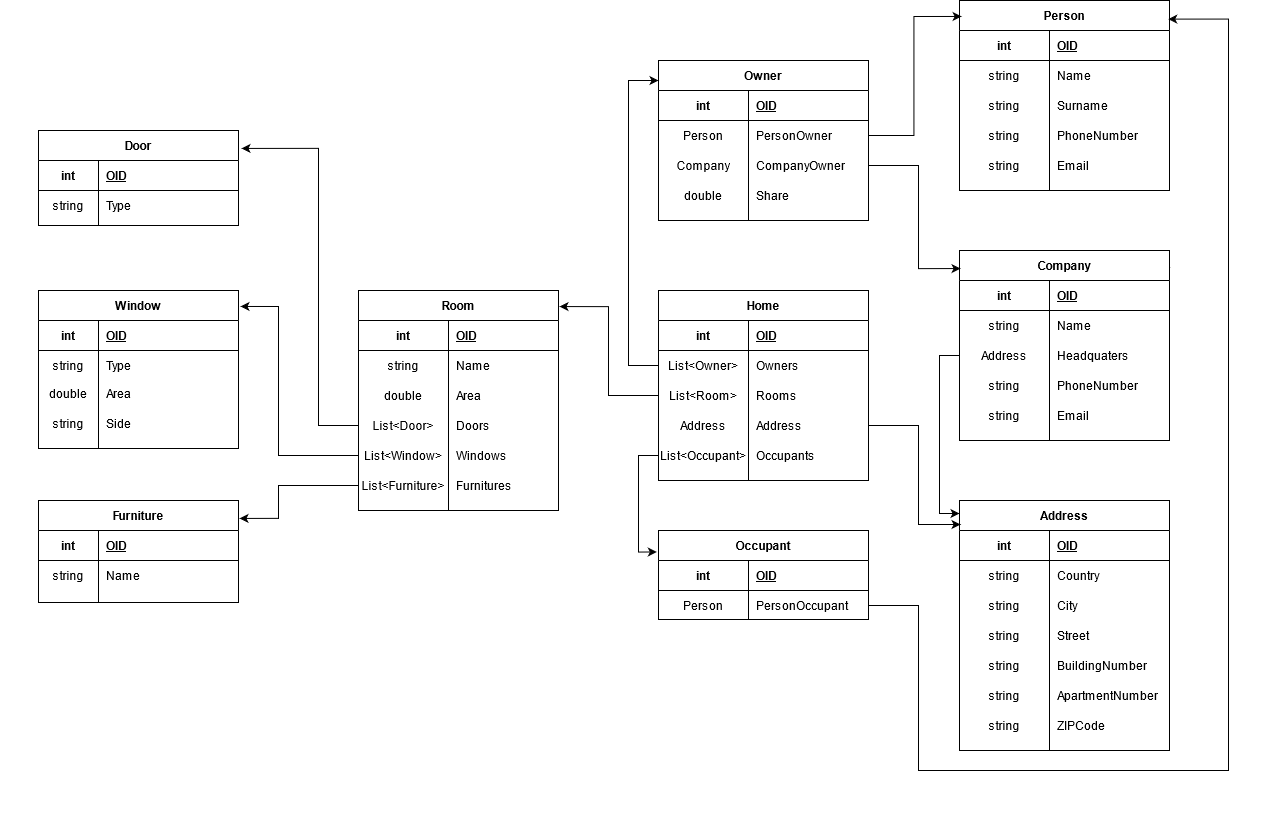 Door
int OID
string Type
Window
int OID
string Type
double Area
string Side
Furniture
int OID
string Name
Room
int OID
string Name
double Area
List<Door> Doors
List<Window> Windows
List<Furniture> Furnitures
Owner
int OID
Person PersonOwner
Company CompanyOwner
double Share
Home
int OID
List<Owner> Owners
List<Room> Rooms
Address Address
List<Occupant> Occupants
Occupant
int OID
Person PersonOccupant
Person
int OID
string Name
string Surname
string PhoneNumber
string Email
Company
int OID
string Name
Address Headquaters
string PhoneNumber
string Email
Address
int OID
string Country
string City
string Street
string BuildingNumber
string ApartmentNumber
string ZIPCode